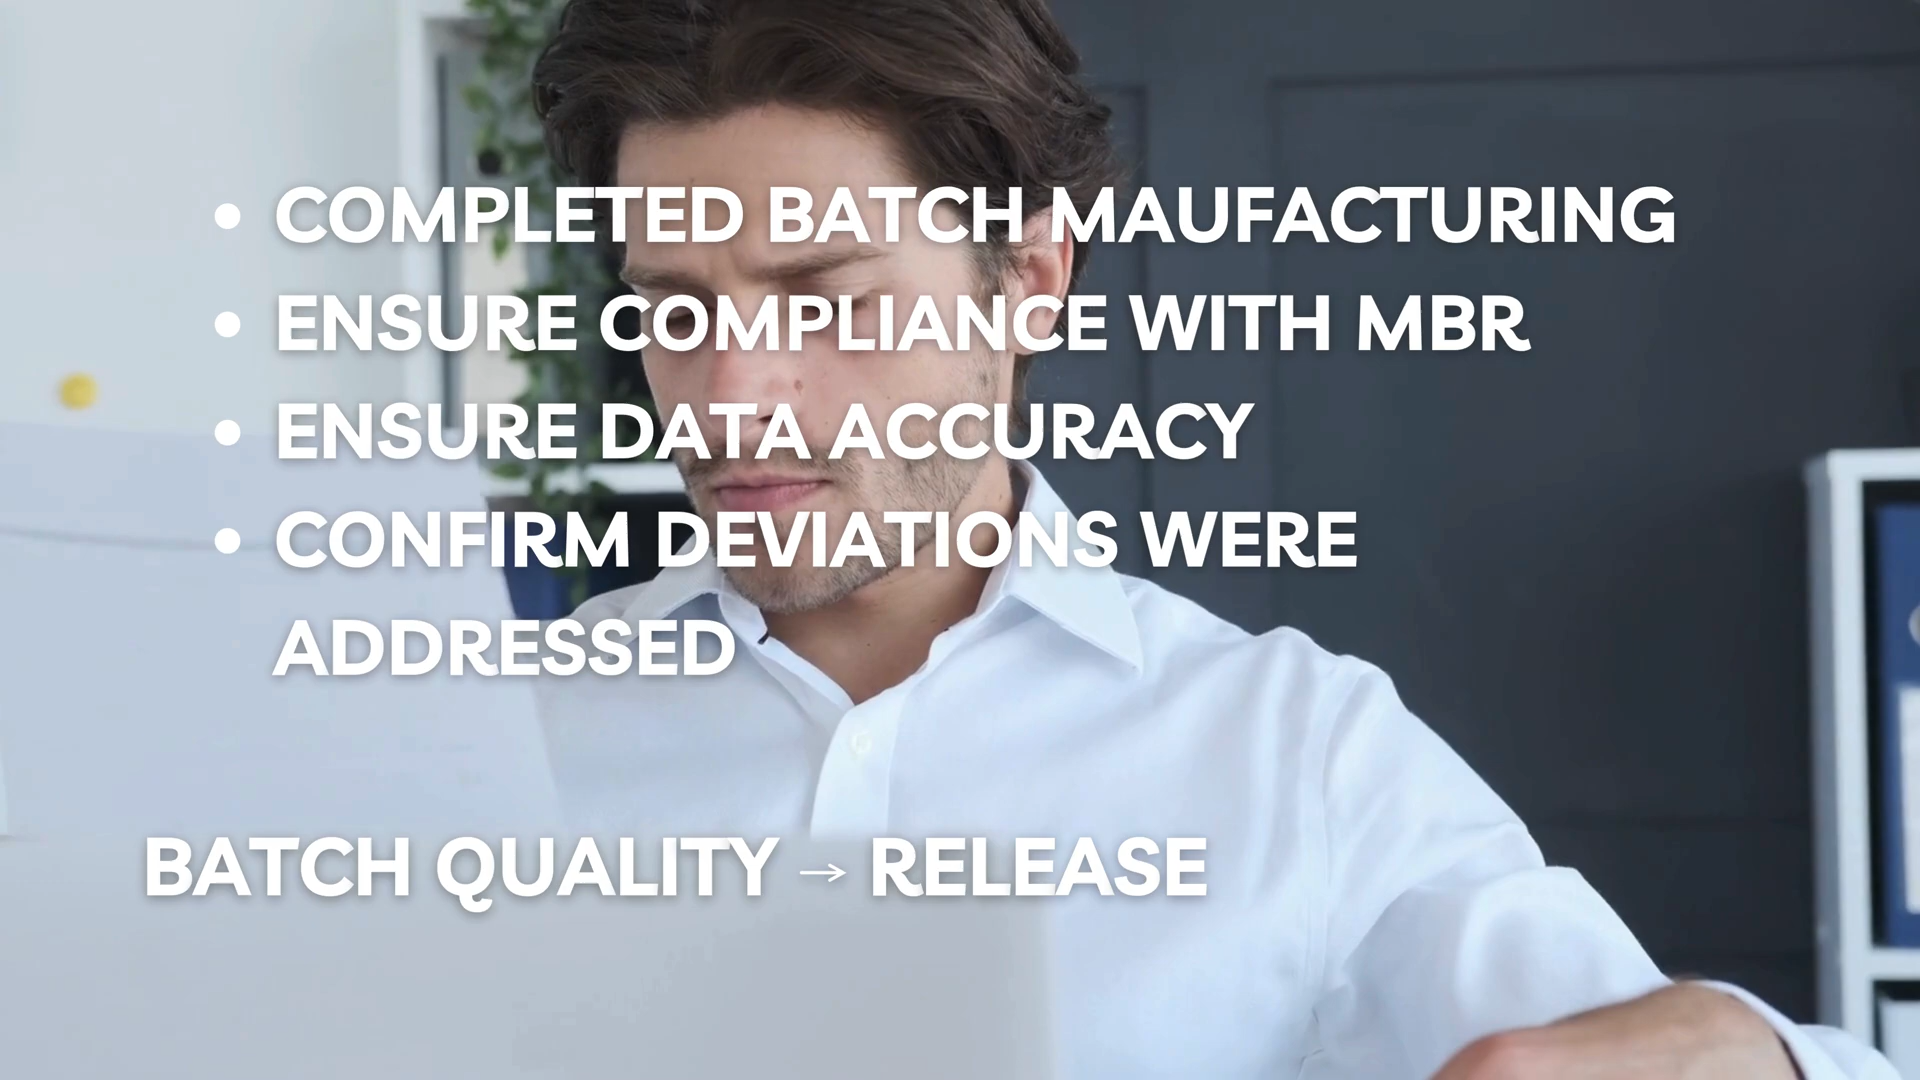 • COMPLETED BATCH MAUFACTURING
• ENSURE COMPLIANCE WITH MBR
• ENSURE DATA ACCURACY
• CONFIRM DEVIATIONS WERE
ADDRESSED
BATCH QUALITY → RELEASE